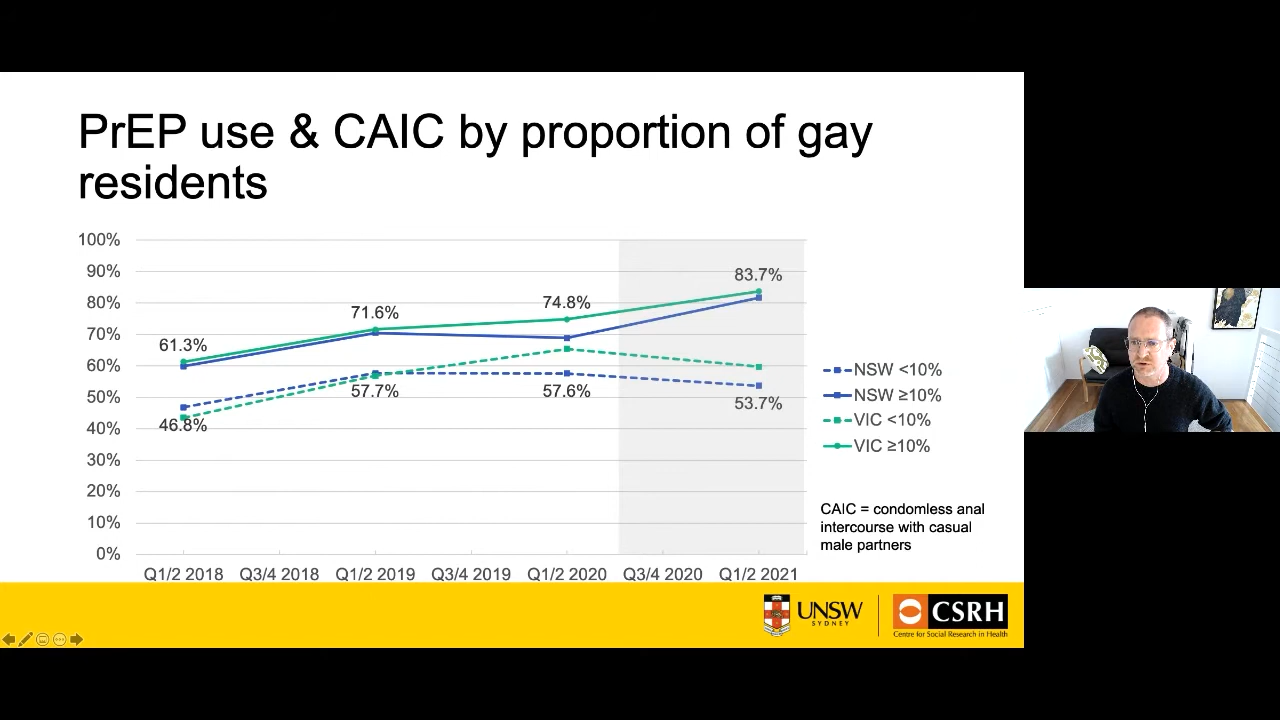 PrEP use & CAIC by proportion of gay
residents
100%
90%
80%
70%
60%
50%
40%
30%
20%
10%
0%
61.3%
71.6%
74.8%
83.7%
46.8%
57.7%
57.6%
53.7%
Q1/2 2018
Q3/4 2018
Q1/2 2019
Q3/4 2019
Q1/2 2020
Q3/4 2020
Q1/2 2021
NSW <10%
NSW ≥10%
VIC <10%
VIC ≥10%
CAIC = condomless anal
intercourse with casual
male partners
UNSW
SYDNEY
CSRH
Centre for Social Research in Health